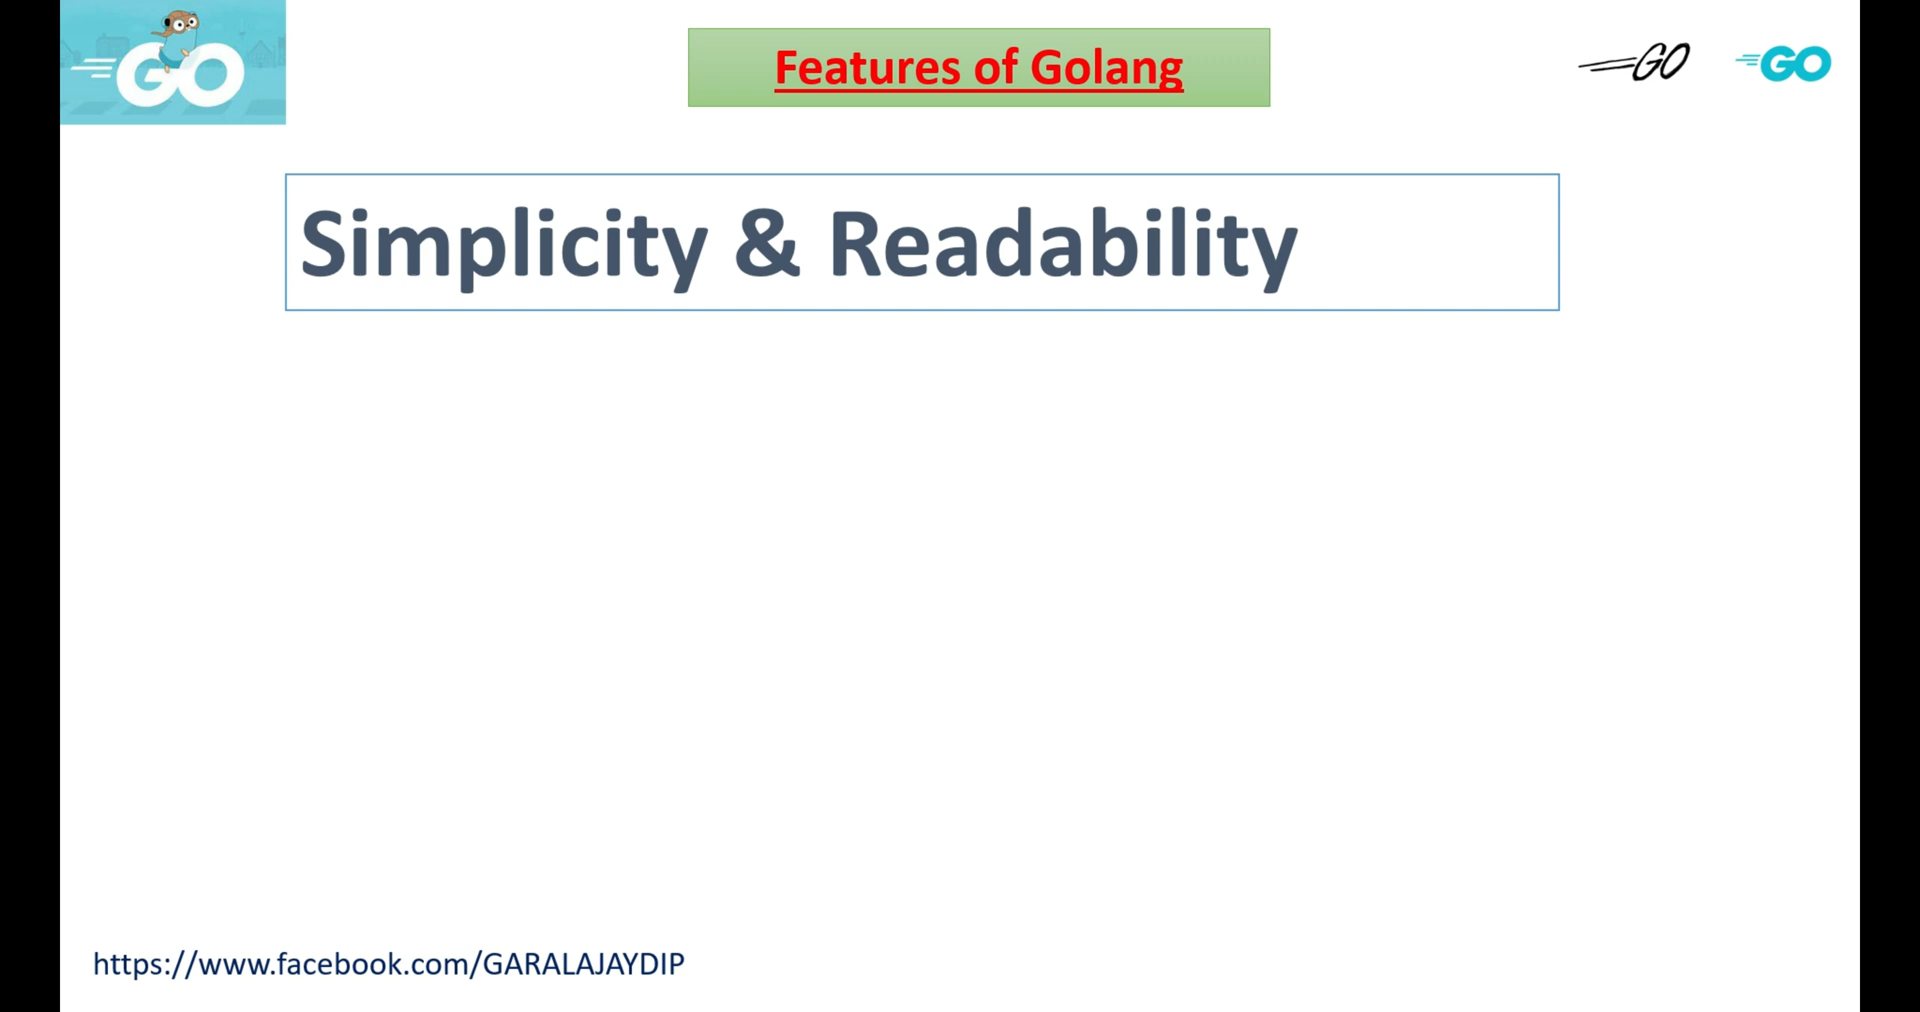 GO
Features of Golang
GO
GO
Simplicity & Readability
https://www.facebook.com/GARALAJAYDIP